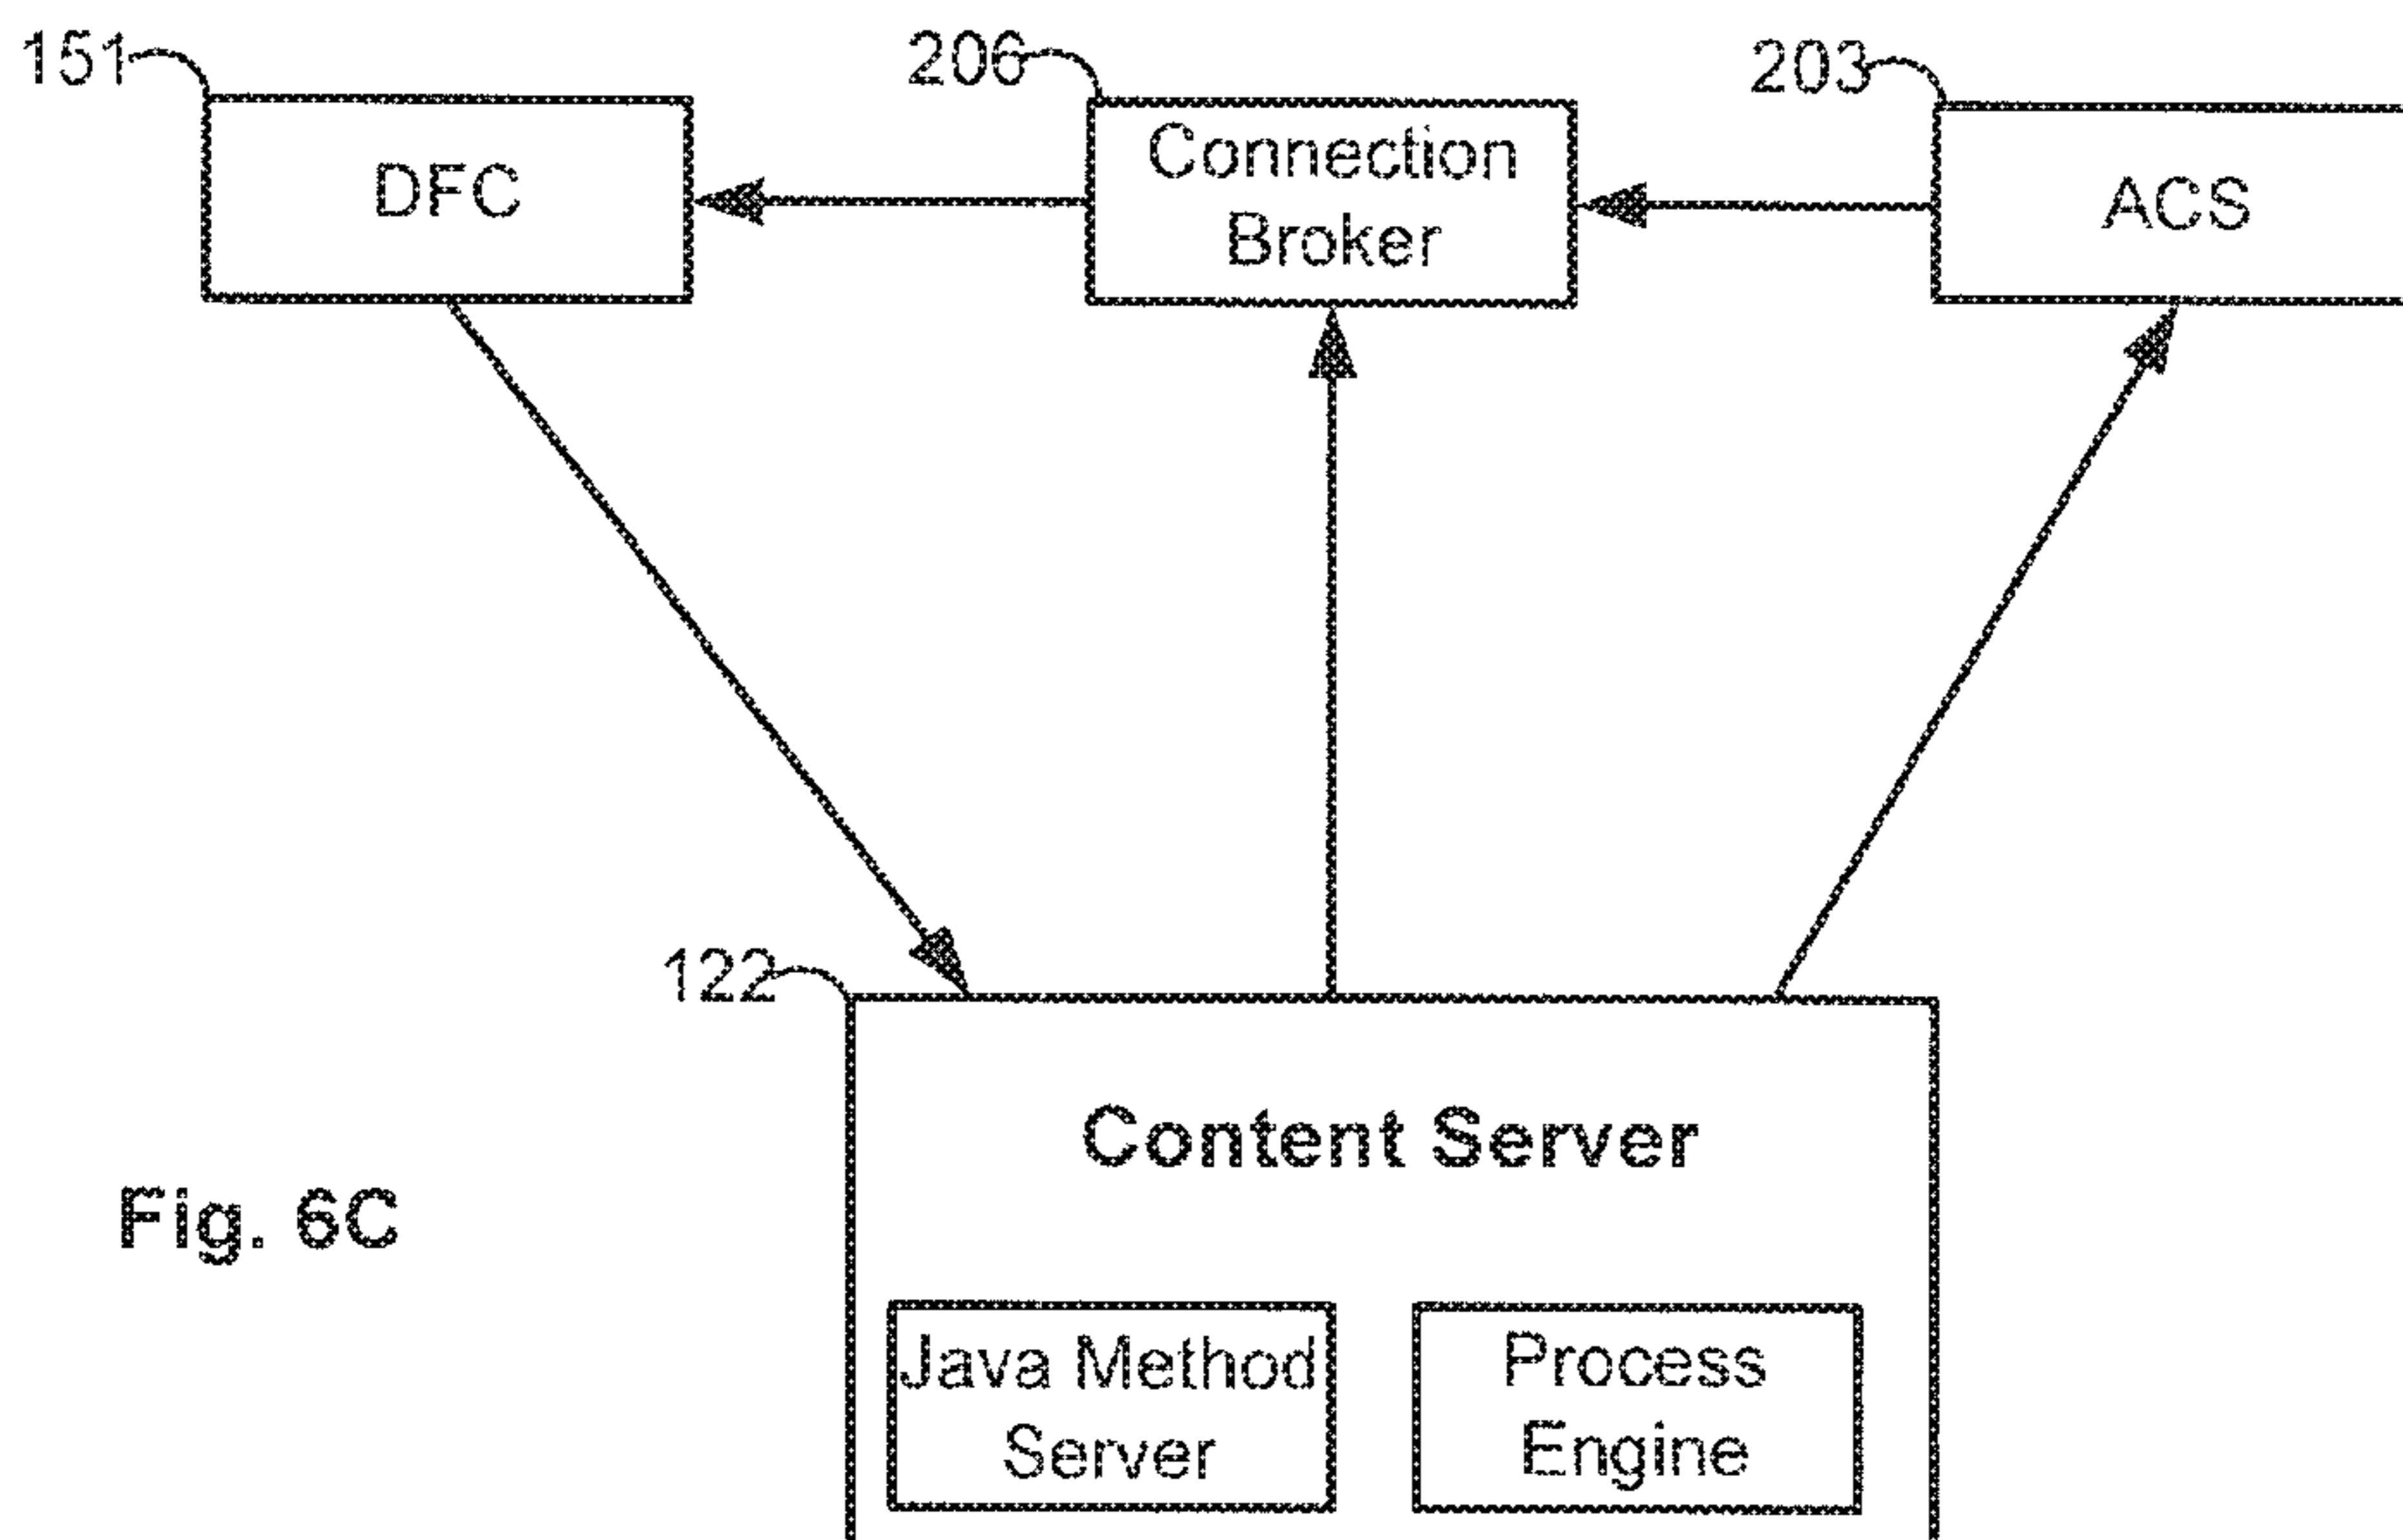 151
206
203
DFC
Connection
Broker
ACS
122
Content Server
Fig. 6C
Java Method
Server
Process
Engine